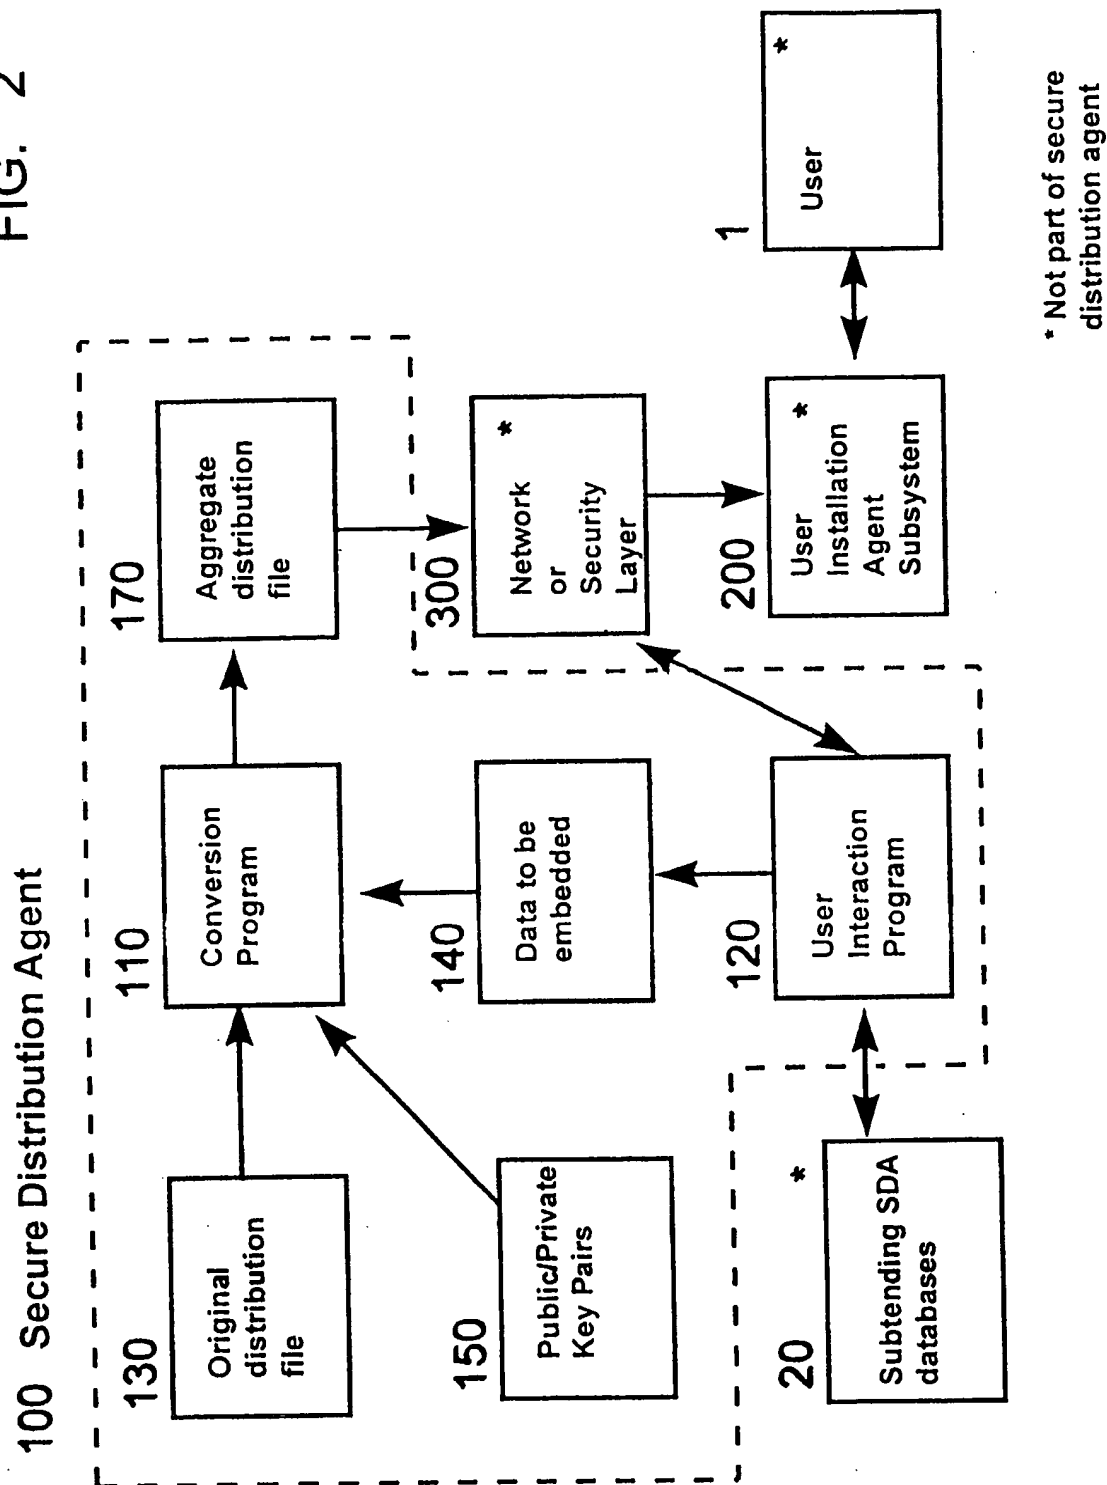 FIG. 2
100 Secure Distribution Agent
130
Original
distribution
file
110
Conversion
Program
170
Aggregate
distribution
file
150
Public/Private
Key Pairs
140
Data to be
embedded
300
*
Network
or
Security
Layer
20
*
Subtending SDA
databases
120
User
Interaction
Program
200
User *
Installation
Agent
Subsystem
1
*
User
* Not part of secure
distribution agent